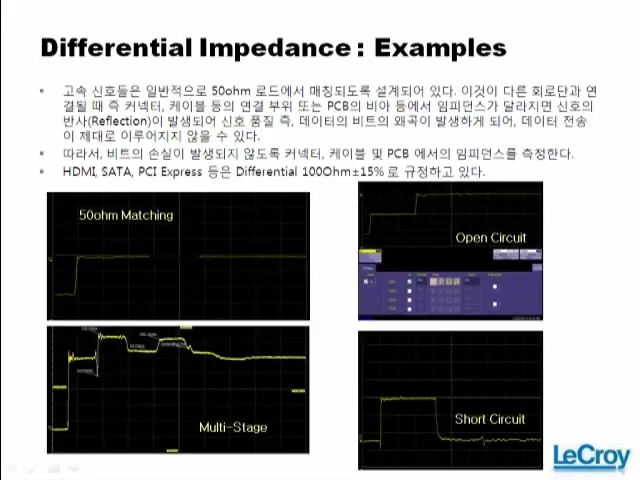 Differential Impedance : Examples
고속 신호들은 일반적으로 50ohm 로드에서 매칭되도록 설계되어 있다. 이것이 다른 회로단과 연
결될 때 즉 커넥터, 케이블 등의 연결 부위 또는 PCB의 비아 등에서 임피던스가 달라지면 신호의
반사(Reflection)이 발생되어 신호 품질 즉, 데이터의 비트의 왜곡이 발생하게 되어, 데이터 전송
이 제대로 이루어지지 않을 수 있다.
따라서, 비트의 손실이 발생되지 않도록 커넥터, 케이블 및 PCB 에서의 임피던스를 측정한다.
HDMI, SATA, PCI Express 등은 Differential 100Ohm±15% 로 규정하고 있다.
50ohm Matching
Open Circuit
Multi-Stage
Short Circuit
LeCroy